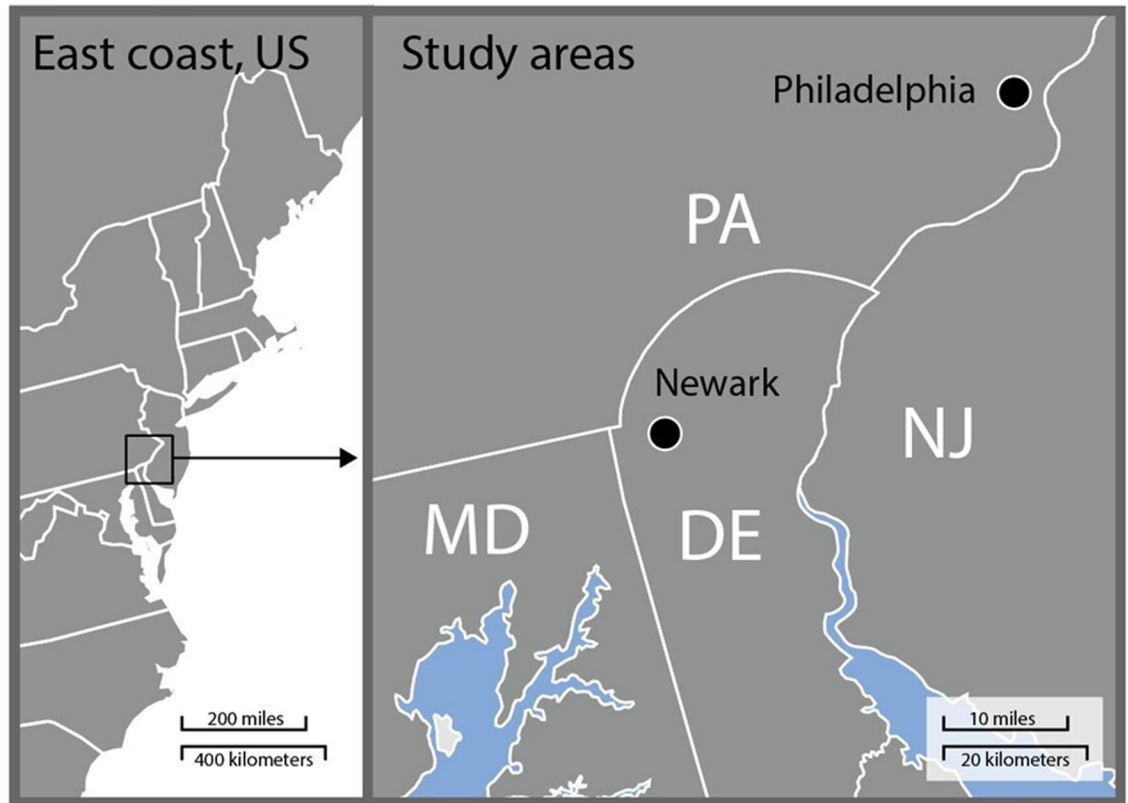 East coast, US
Study areas
Philadelphia
PA
Newark
NJ
MD
DE
200 miles
400 kilometers
10 miles
20 kilometers